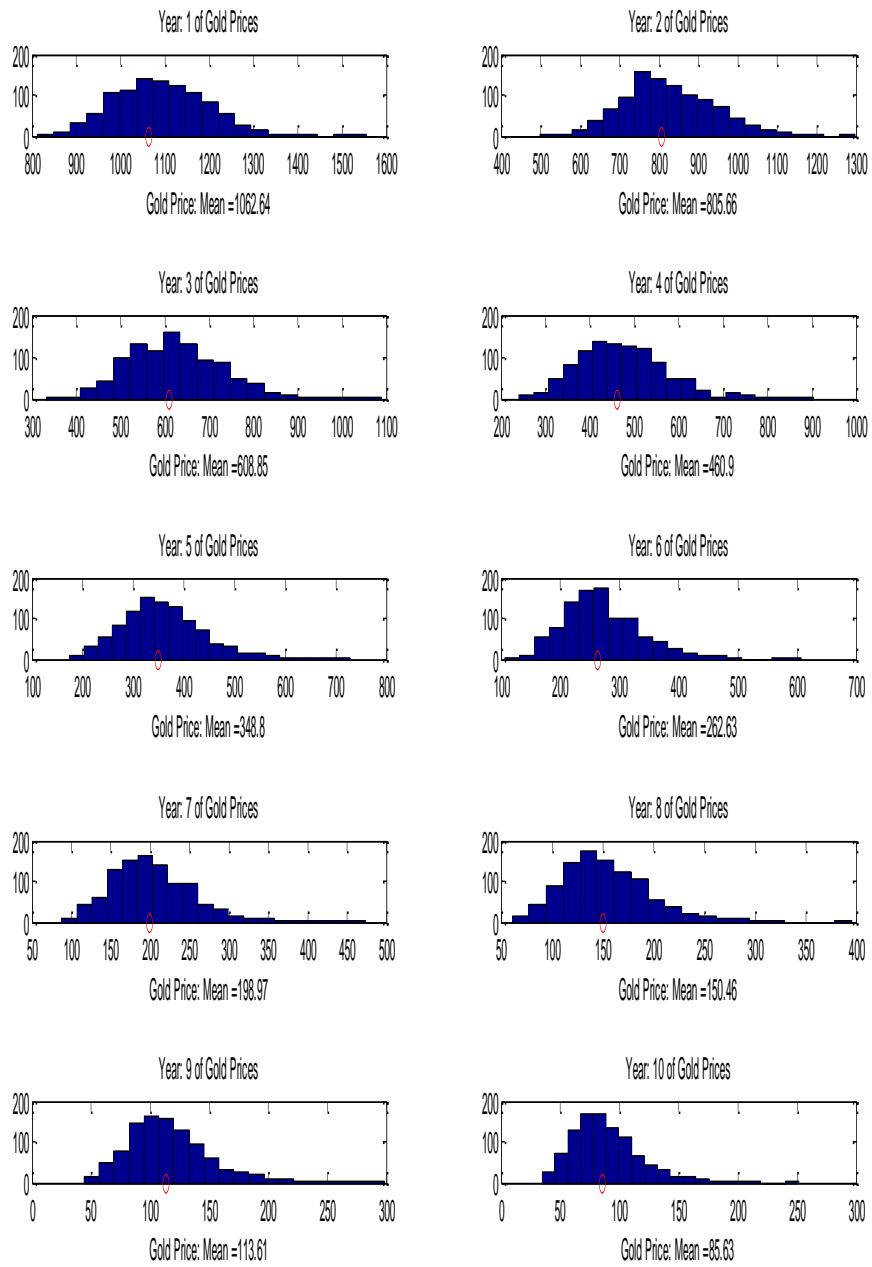 Year: 1 of Gold Prices
200
100
0
800 900 1000 1100 1200 1300 1400 1500 1600
Gold Price: Mean =1062.64
Year: 2 of Gold Prices
200
100
0
400 500 600 700 800 900 1000 1100 1200 1300
Gold Price: Mean =805.66
Year: 3 of Gold Prices
200
100
0
300 400 500 600 700 800 900 1000 1100
Gold Price: Mean =608.85
Year: 4 of Gold Prices
200
100
0
200 300 400 500 600 700 800 900 1000
Gold Price: Mean =460.9
Year: 5 of Gold Prices
200
100
0
100 200 300 400 500 600 700 800
Gold Price: Mean =348.8
Year: 6 of Gold Prices
200
100
0
100 200 300 400 500 600 700
Gold Price: Mean =262.63
Year: 7 of Gold Prices
200
100
0
50 100 150 200 250 300 350 400 450 500
Gold Price: Mean =198.97
Year: 8 of Gold Prices
200
100
0
50 100 150 200 250 300 350 400
Gold Price: Mean =150.46
Year: 9 of Gold Prices
200
100
0
0 50 100 150 200 250 300
Gold Price: Mean =113.61
Year: 10 of Gold Prices
200
100
0
0 50 100 150 200 250 300
Gold Price: Mean =85.63